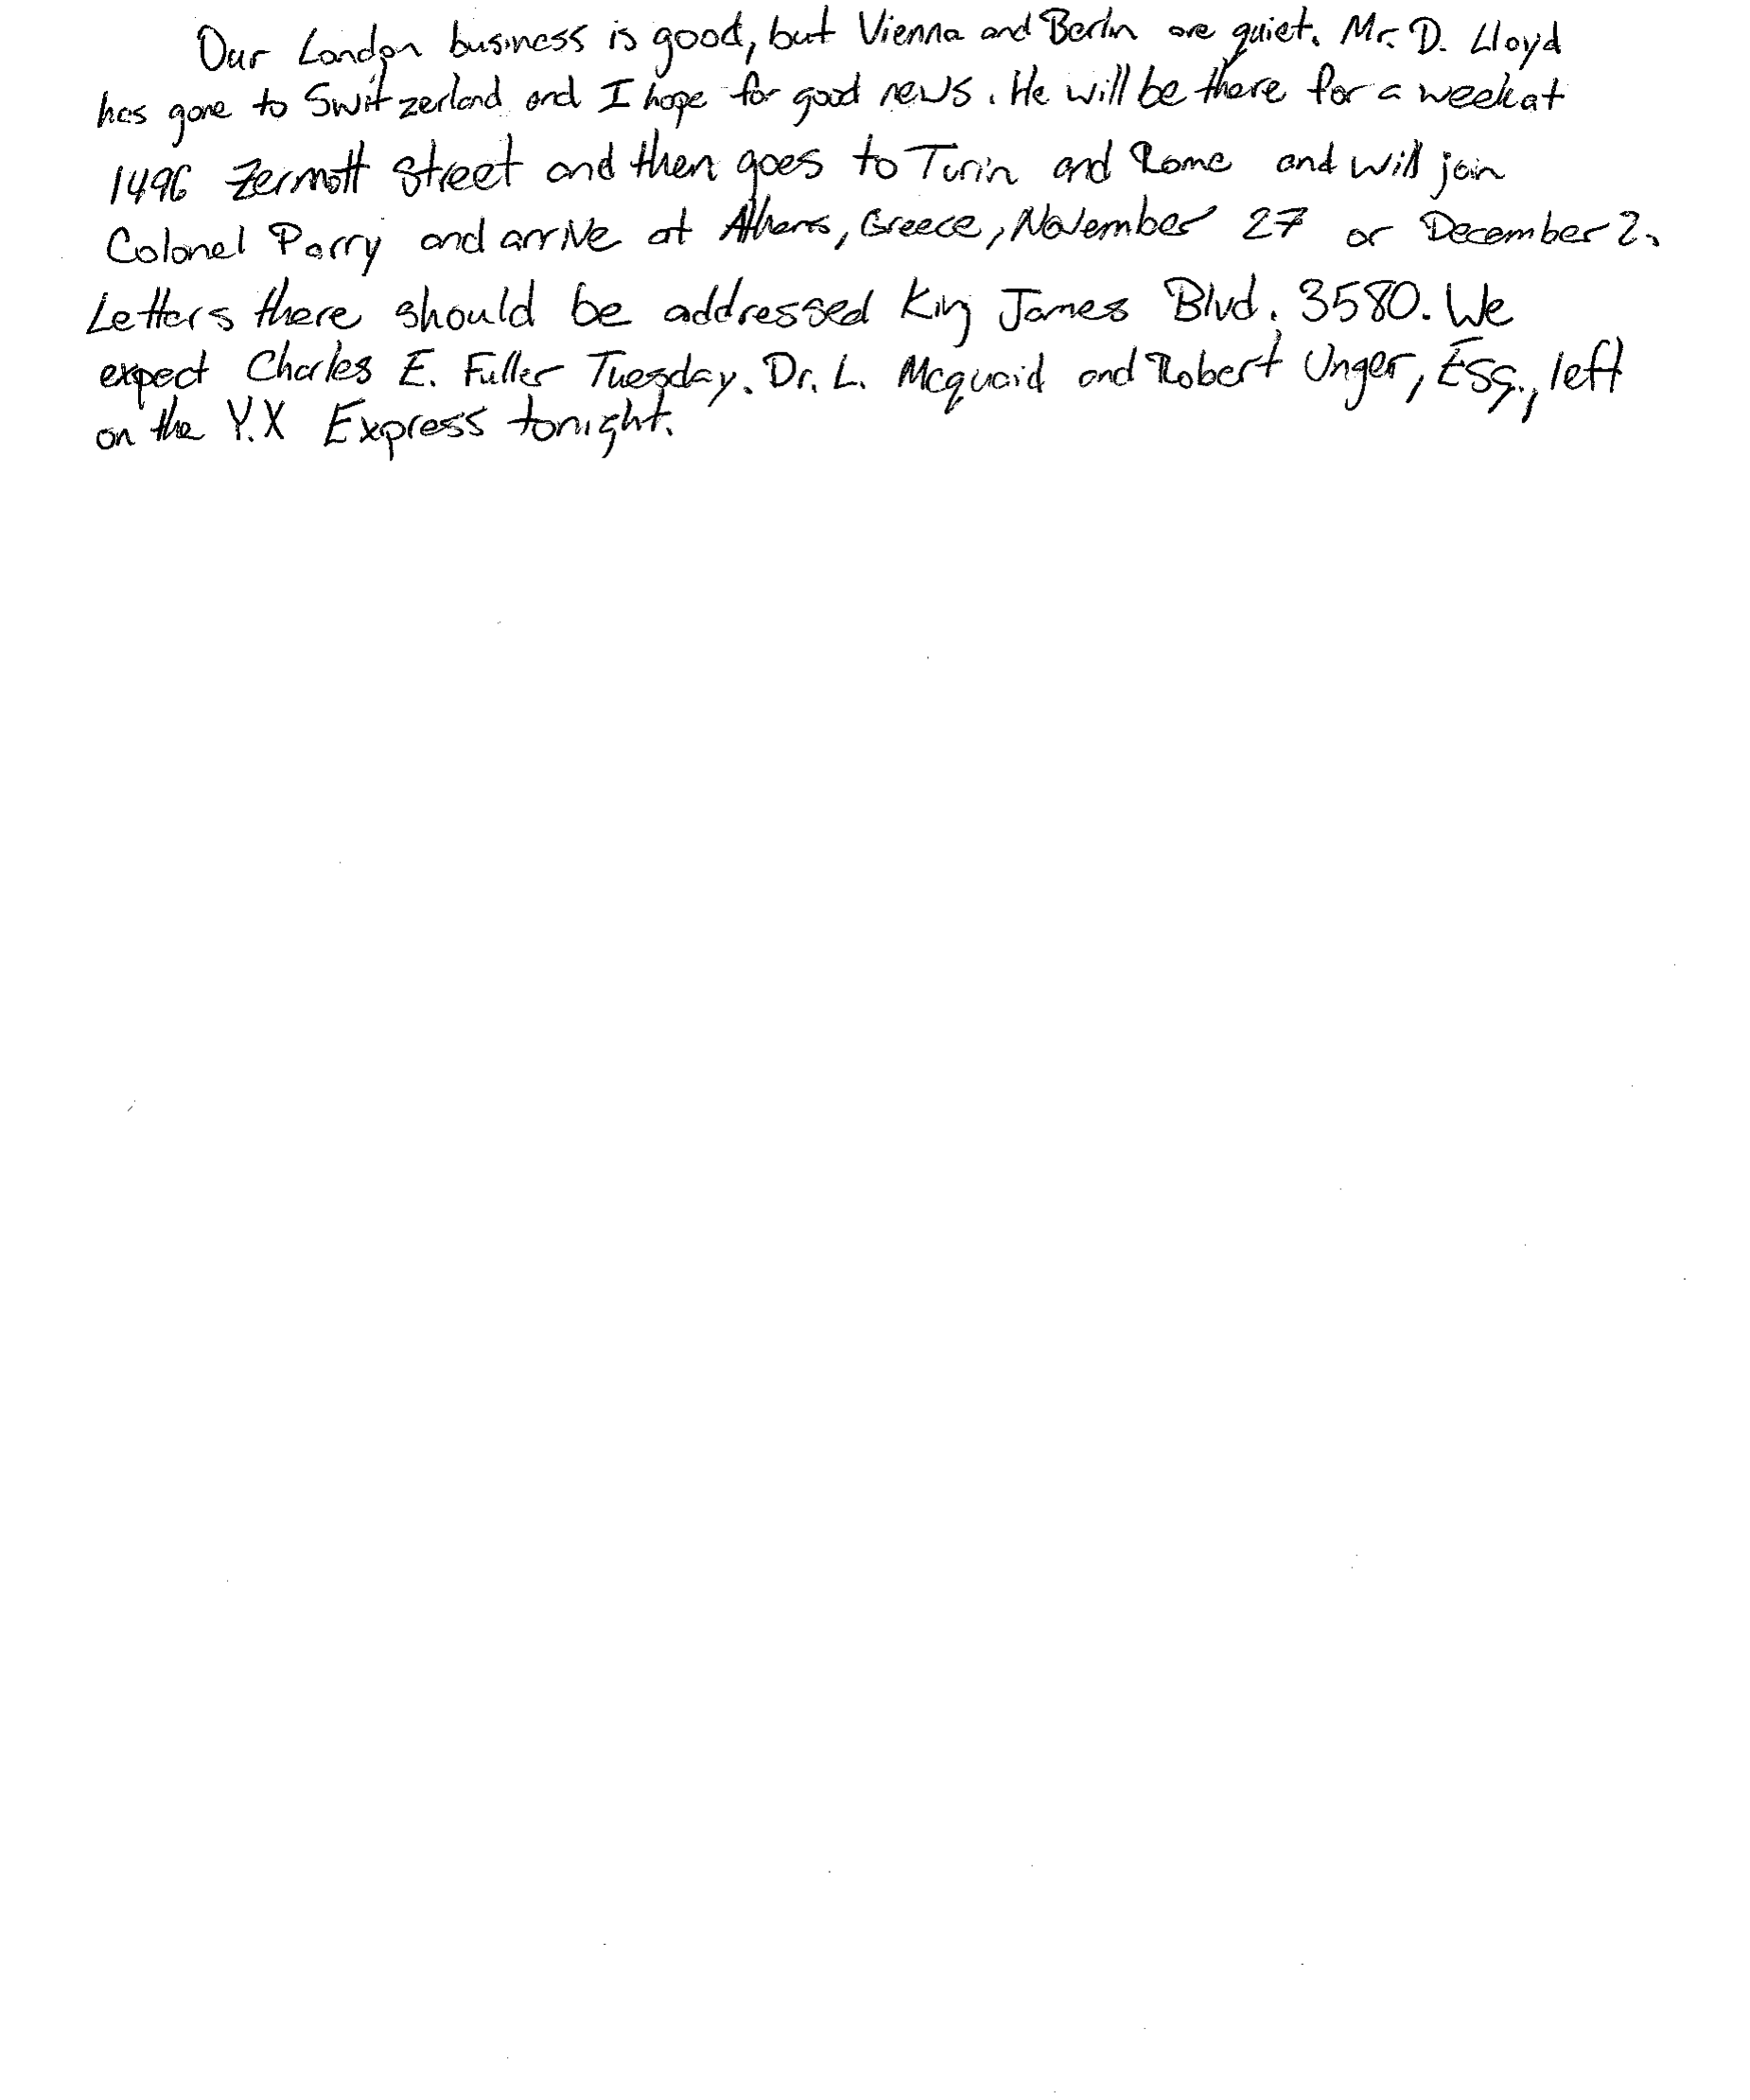 Our London business is good, but Vienna and Berlin are quiet. Mr. D. Lloyd
has gone to Switzerland and I hope for good news. He will be there for a week at
1496 Zermott Street and then goes to Turin and Rome and will join
Colonel Parry and arrive at Athens, Greece, November 27 or December 2.
Letters there should be addressed King James Blvd. 3580. We
expect Charles E. Fuller Tuesday. Dr. L. Mcquaid and Robert Unger, Esq., left
on the Y.X Express tonight.